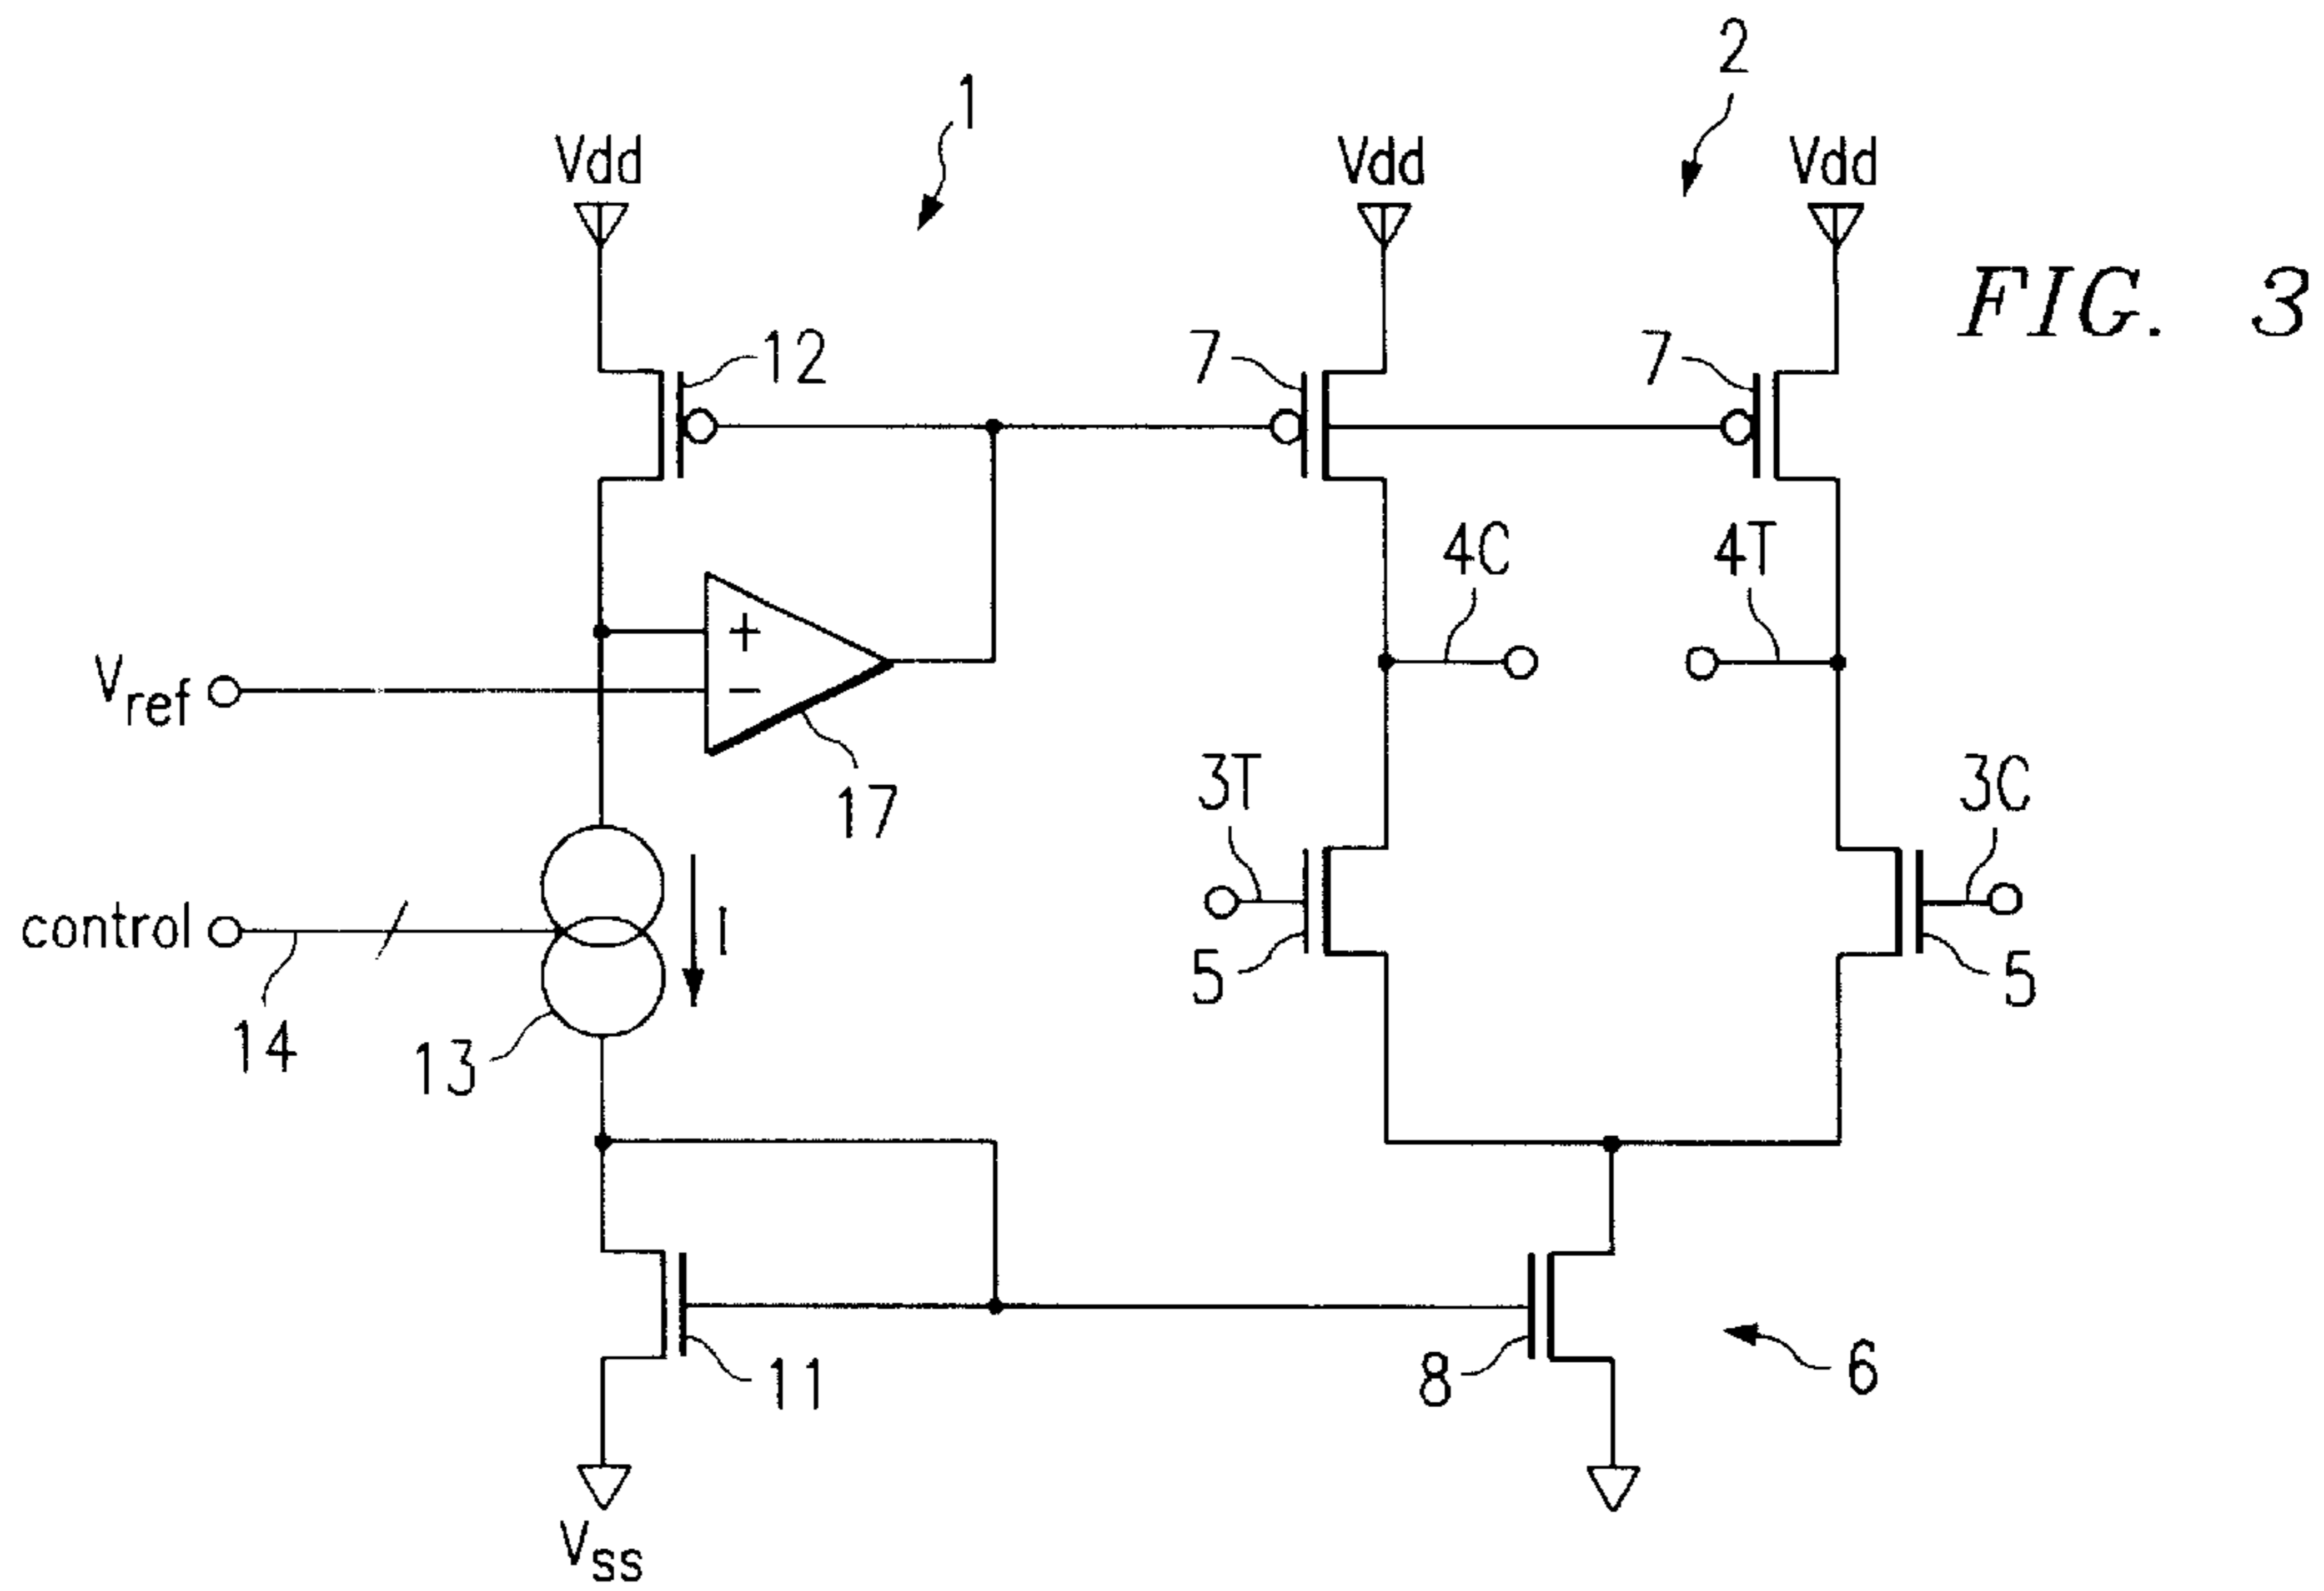 2
1
Vdd
Vdd
Vdd
FIG. 3
12
7
7
4C
4T
+
Vref
−
3T
3C
17
control
I
5
5
14
13
8
6
11
Vss